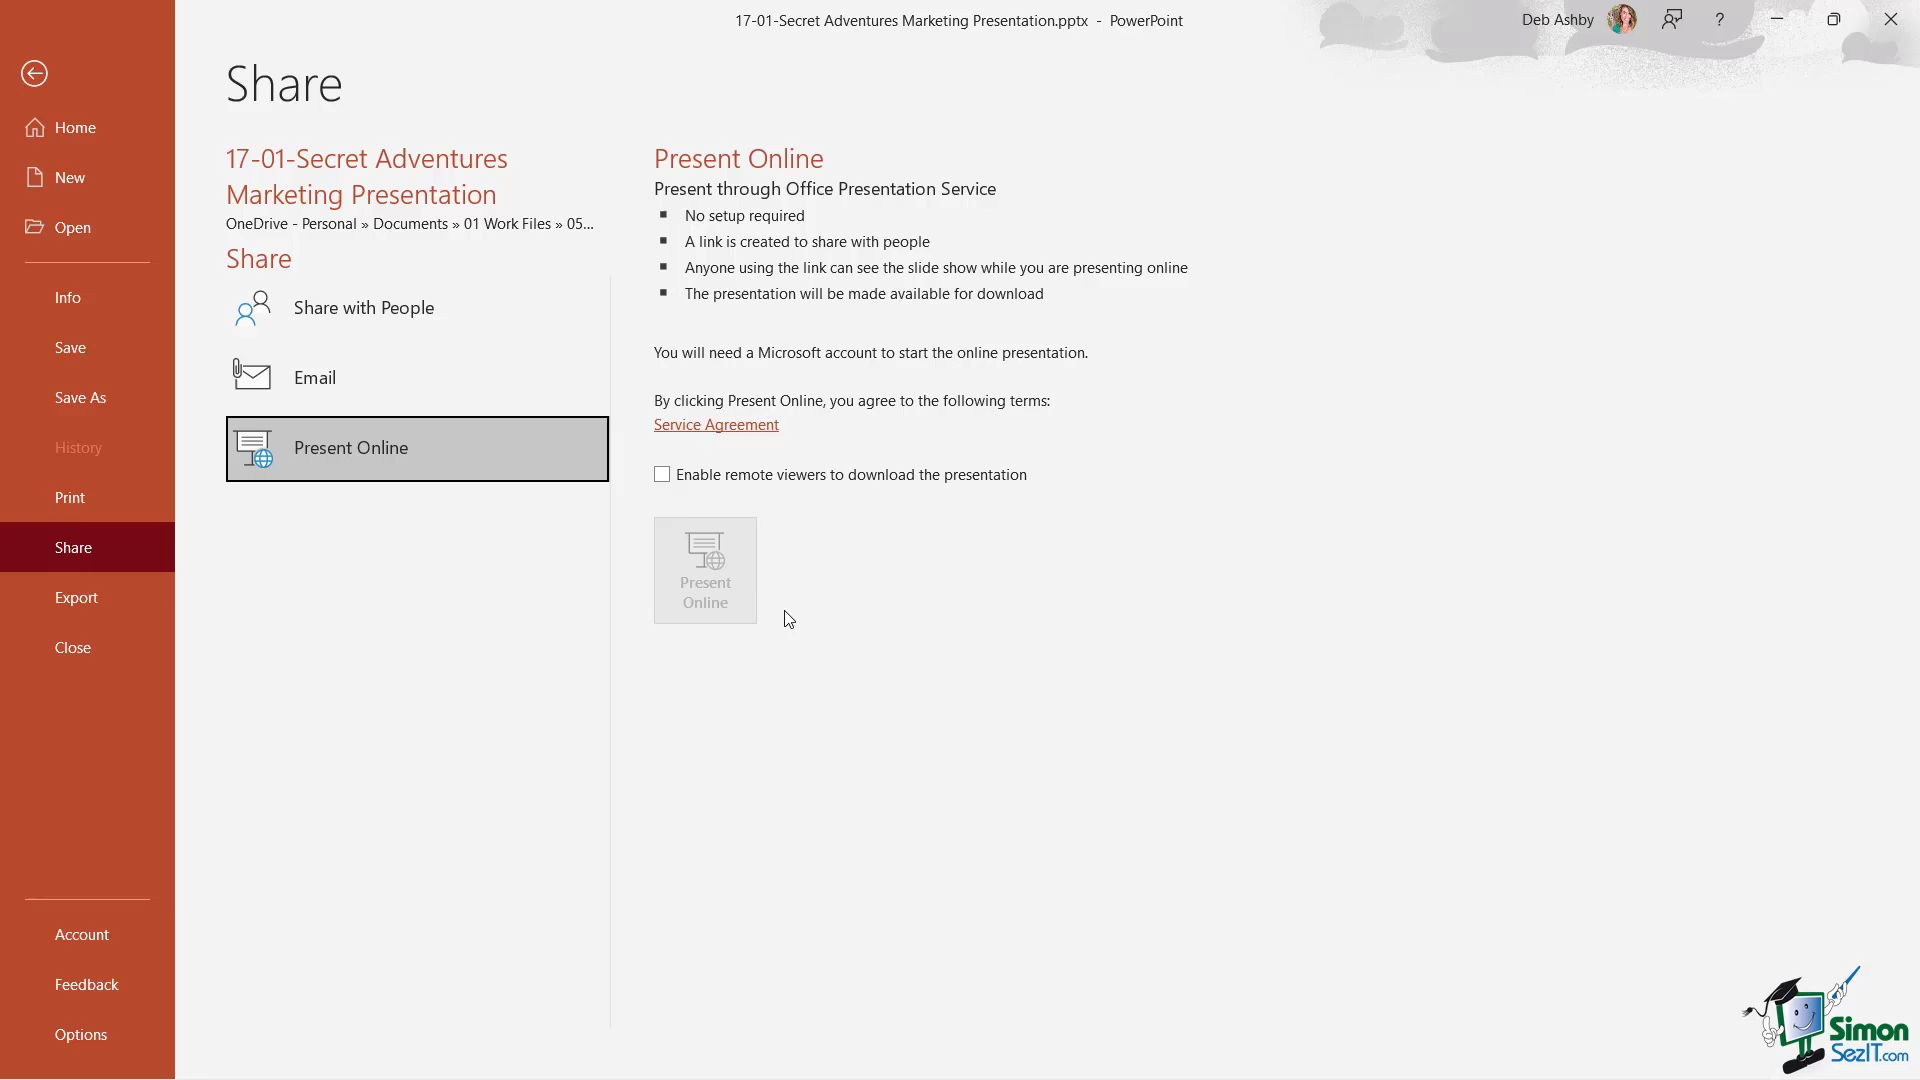 17-01-Secret Adventures Marketing Presentation.pptx - PowerPoint
Deb Ashby
?
Home
New
Open
Info
Save
Save As
History
Print
Share
Export
Close
Account
Feedback
Options
Share
17-01-Secret Adventures
Marketing Presentation
OneDrive - Personal » Documents » 01 Work Files » 05...
Share
Share with People
Email
Present Online
Present Online
Present through Office Presentation Service
No setup required
A link is created to share with people
Anyone using the link can see the slide show while you are presenting online
The presentation will be made available for download
You will need a Microsoft account to start the online presentation.
By clicking Present Online, you agree to the following terms:
Service Agreement
Enable remote viewers to download the presentation
Present
Online
Simon
SezIT.com